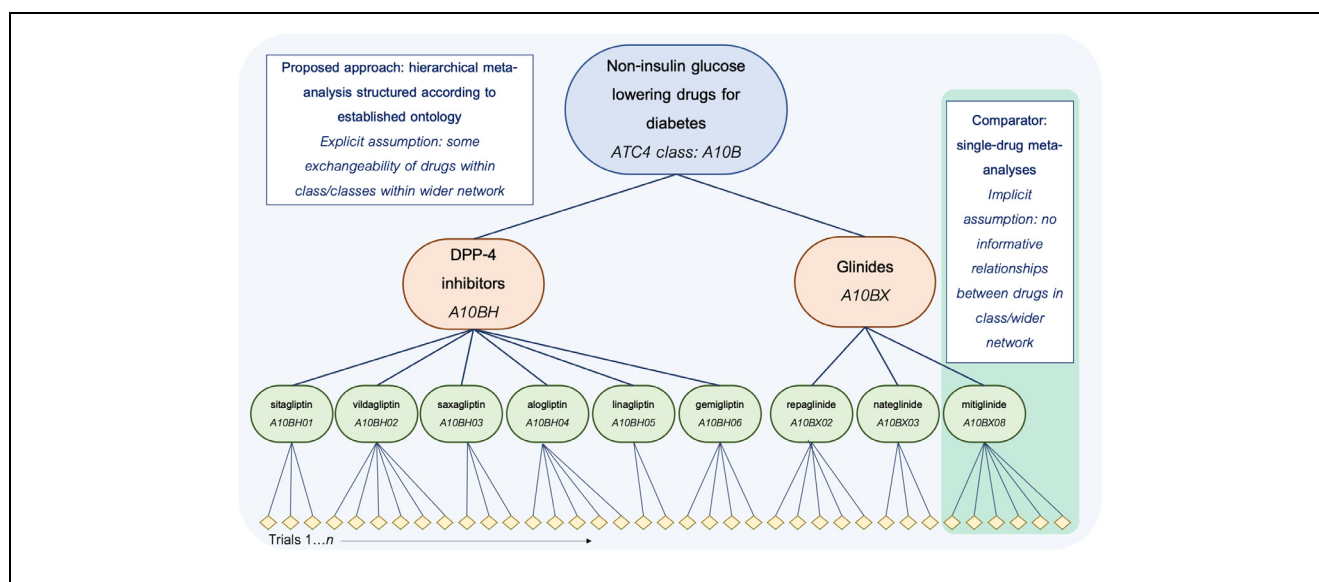 Proposed approach: hierarchical meta-
analysis structured according to
established ontology
Explicit assumption: some
exchangeability of drugs within
class/classes within wider network
Non-insulin glucose
lowering drugs for
diabetes
ATC4 class: A10B
Comparator:
single-drug meta-
analyses
Implicit
assumption: no
informative
relationships
between drugs in
class/wider
network
DPP-4
inhibitors
A10BH
Glinides
A10BX
sitagliptin
A10BH01
vildagliptin
A10BH02
saxagliptin
A10BH03
alogliptin
A10BH04
linagliptin
A10BH05
gemigliptin
A10BH06
repaglinide
A10BX02
nateglinide
A10BX03
mitiglinide
A10BX08
Trials 1...n